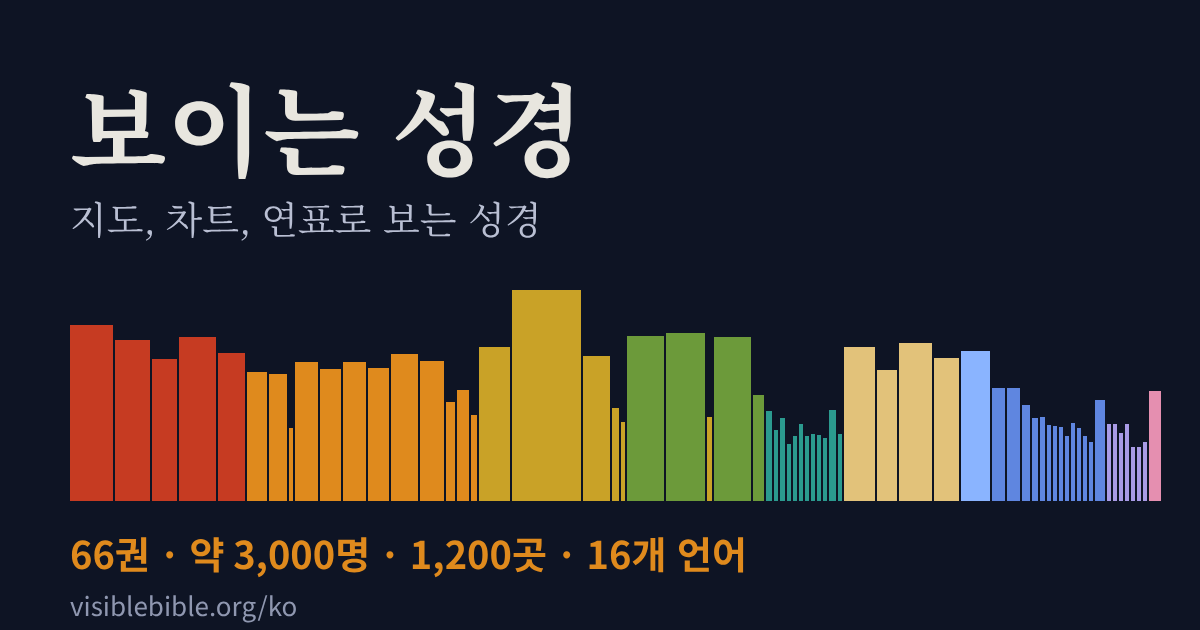 보이는 성경
지도, 차트, 연표로 보는 성경
66권 · 약 3,000명 · 1,200곳 · 16개 언어
visiblebible.org/ko